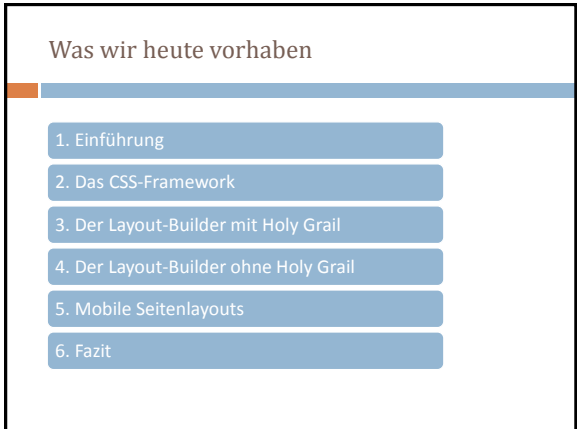 Was wir heute vorhaben
1. Einführung
2. Das CSS-Framework
3. Der Layout-Builder mit Holy Grail
4. Der Layout-Builder ohne Holy Grail
5. Mobile Seitenlayouts
6. Fazit